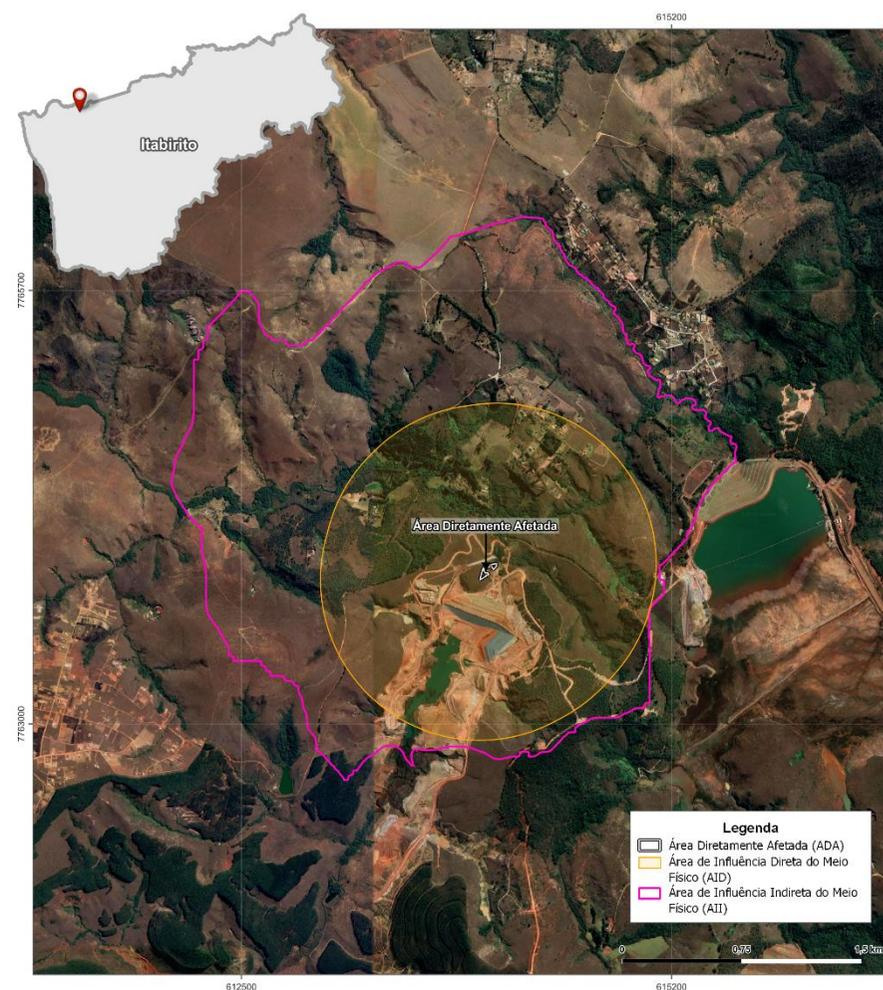 615200
Itabirito
7765700
Área Diretamente Afetada
7763000
Legenda
Área Diretamente Afetada (ADA)
Área de Influência Direta do Meio
Físico (AID)
Área de Influência Indireta do Meio
Físico (AII)
0 0,75 1,5 km
612500 615200